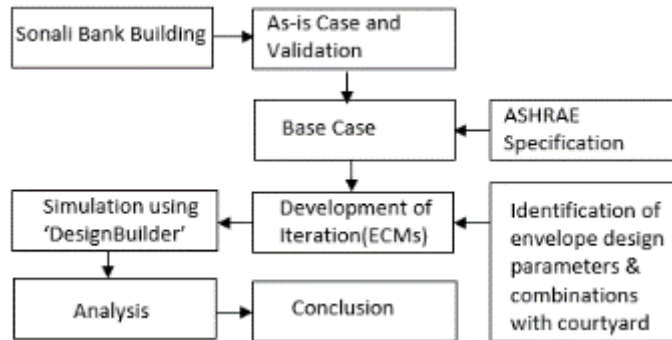 Sonali Bank Building
As-is Case and
Validation
Base Case
ASHRAE
Specification
Simulation using
‘DesignBuilder’
Development of
Iteration(ECMs)
Identification of
envelope design
parameters &
combinations
with courtyard
Analysis
Conclusion